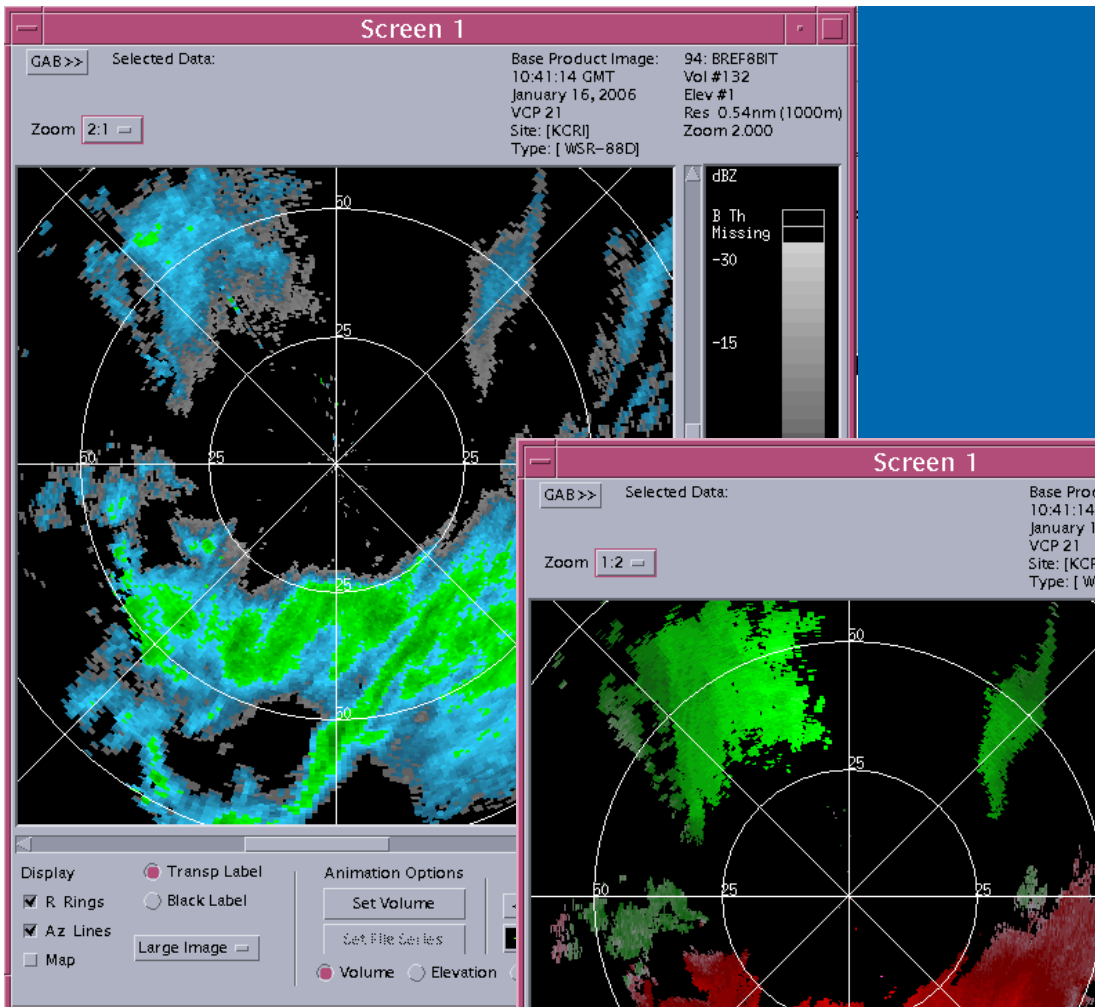 Screen 1
GAB>>
Selected Data:
Base Product Image:
10:41:14 GMT
January 16, 2006
VCP 21
Site: [KCRI]
Type: [ WSR-88D]
94: BREF8BIT
Vol #132
Elev #1
Res 0.54nm (1000m)
Zoom 2.000
Zoom
2:1
50
25
50
25
25
25
50
dBZ
B Th
Missing
-30
-15
Display
R Rings
Az Lines
Map
Transp Label
Black Label
Large Image
Animation Options
Set Volume
Set File Series
Volume
Elevation
Screen 1
GAB>>
Selected Data:
Base Proc
10:41:14
January 1
VCP 21
Site: [KCR
Type: [ W
Zoom
1:2
50
25
50
25
25